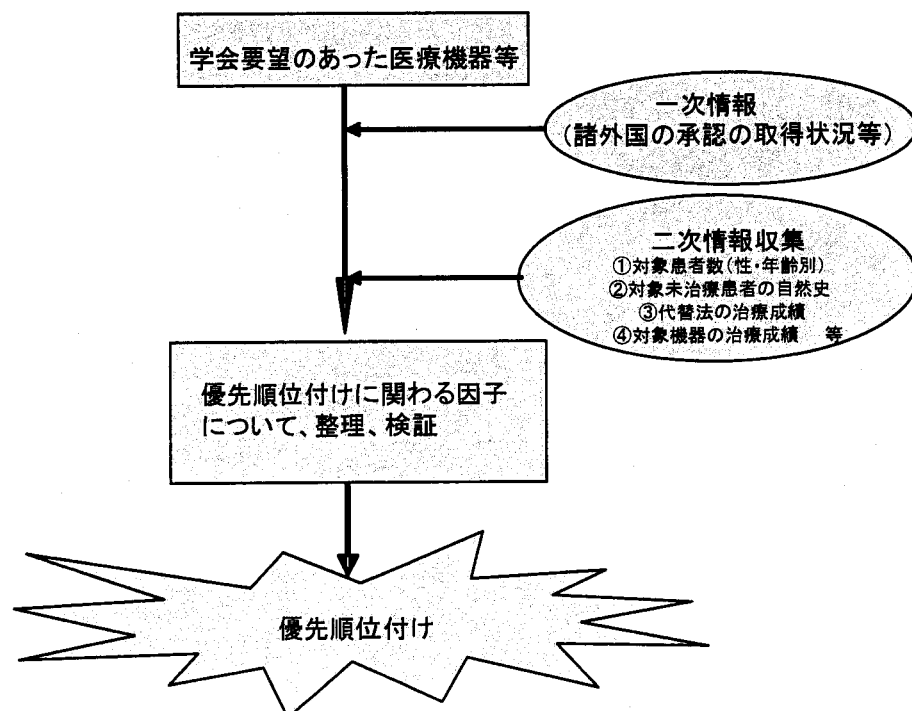 学会要望のあった医療機器等
一次情報
(諸外国の承認の取得状況等)
二次情報収集
①対象患者数(性・年齢別)
②対象未治療患者の自然史
③代替法の治療成績
④対象機器の治療成績 等
優先順位付けに関わる因子
について、整理、検証
優先順位付け